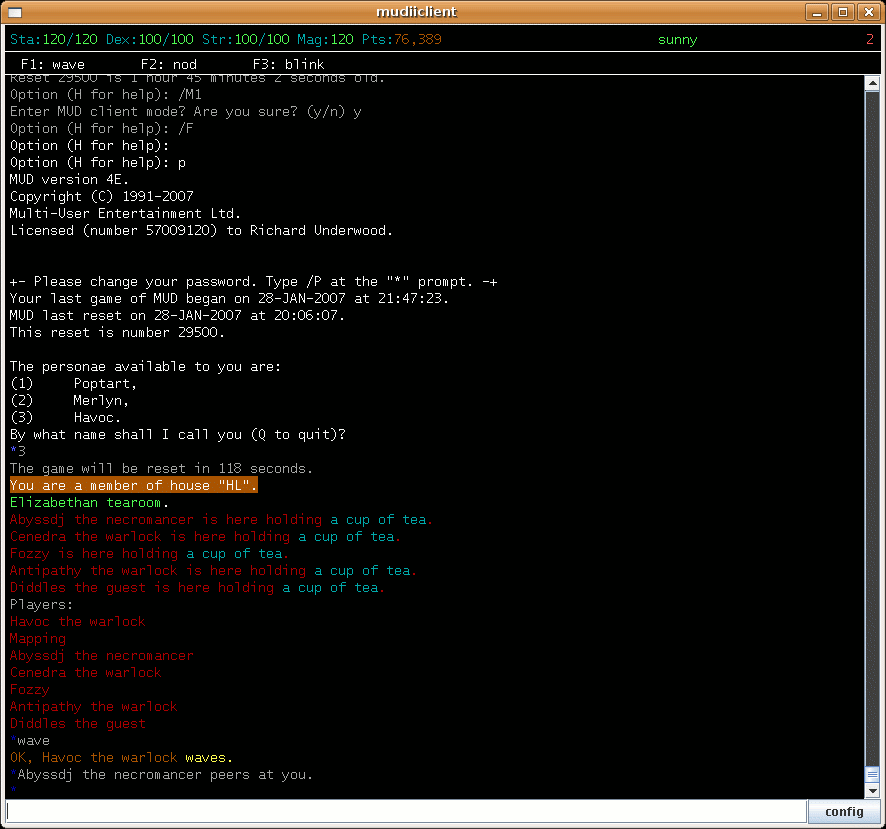 mudiiclient
Sta:120/120 Dex:100/100 Str:100/100 Mag:120 Pts:76,389 sunny 2
F1: wave F2: nod F3: blink
Reset 29500 is 1 hour 45 minutes 2 seconds old.
Option (H for help): /M1
Enter MUD client mode? Are you sure? (y/n) y
Option (H for help): /F
Option (H for help):
Option (H for help): p
MUD version 4E.
Copyright (C) 1991-2007
Multi-User Entertainment Ltd.
Licensed (number 57009120) to Richard Underwood.
+- Please change your password. Type /P at the "*" prompt. -+
Your last game of MUD began on 28-JAN-2007 at 21:47:23.
MUD last reset on 28-JAN-2007 at 20:06:07.
This reset is number 29500.
The personae available to you are:
(1) Poptart,
(2) Merlyn,
(3) Havoc.
By what name shall I call you (Q to quit)?
*3
The game will be reset in 118 seconds.
You are a member of house "HL".
Elizabethan tearoom.
Abyssdj the necromancer is here holding a cup of tea.
Cenedra the warlock is here holding a cup of tea.
Fozzy is here holding a cup of tea.
Antipathy the warlock is here holding a cup of tea.
Diddles the guest is here holding a cup of tea.
Players:
Havoc the warlock
Mapping
Abyssdj the necromancer
Cenedra the warlock
Fozzy
Antipathy the warlock
Diddles the guest
*wave
OK, Havoc the warlock waves.
*Abyssdj the necromancer peers at you.
*
config